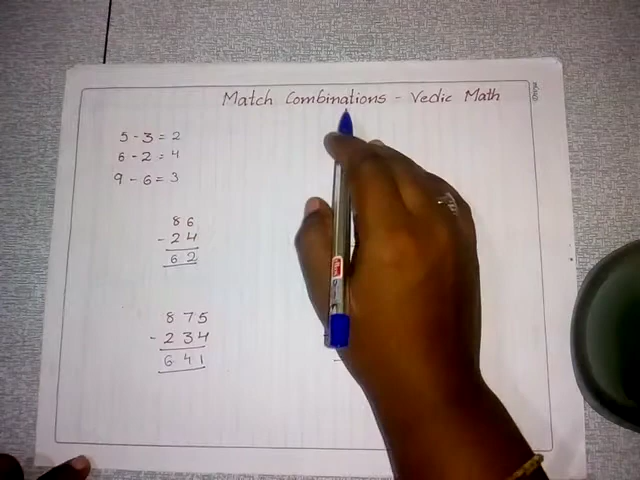 Match Combinations - Vedic Math
5 - 3 = 2
6 - 2 = 4
9 - 6 = 3
8 6
- 2 4
6 2
8 7 5
- 2 3 4
6 4 1